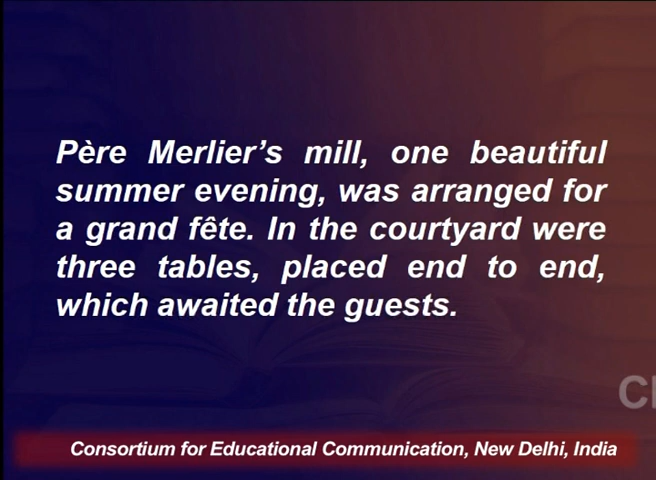 Père Merlier’s mill, one beautiful
summer evening, was arranged for
a grand fête. In the courtyard were
three tables, placed end to end,
which awaited the guests.
Consortium for Educational Communication, New Delhi, India